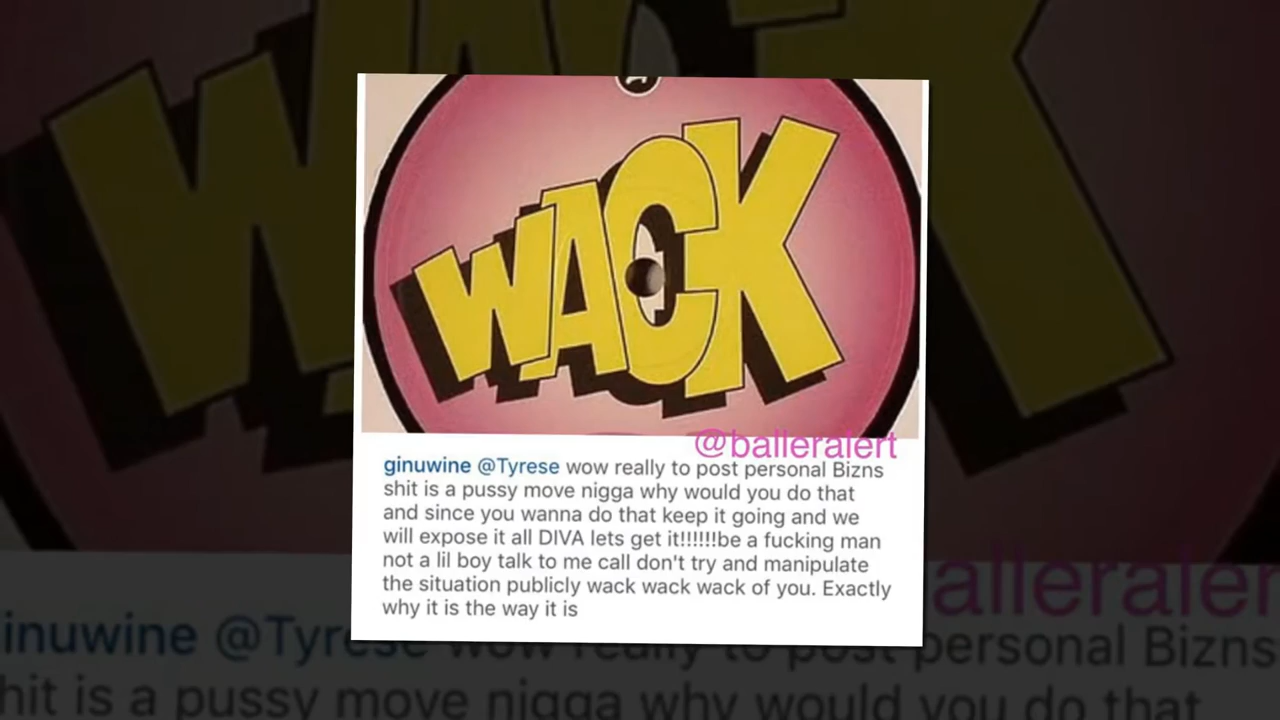 WACK
@balleralert
ginuwine @Tyrese wow really to post personal Bizns
shit is a pussy move nigga why would you do that
and since you wanna do that keep it going and we
will expose it all DIVA lets get it!!!!!!be a fucking man
not a lil boy talk to me call don't try and manipulate
the situation publicly wack wack wack of you. Exactly
why it is the way it is